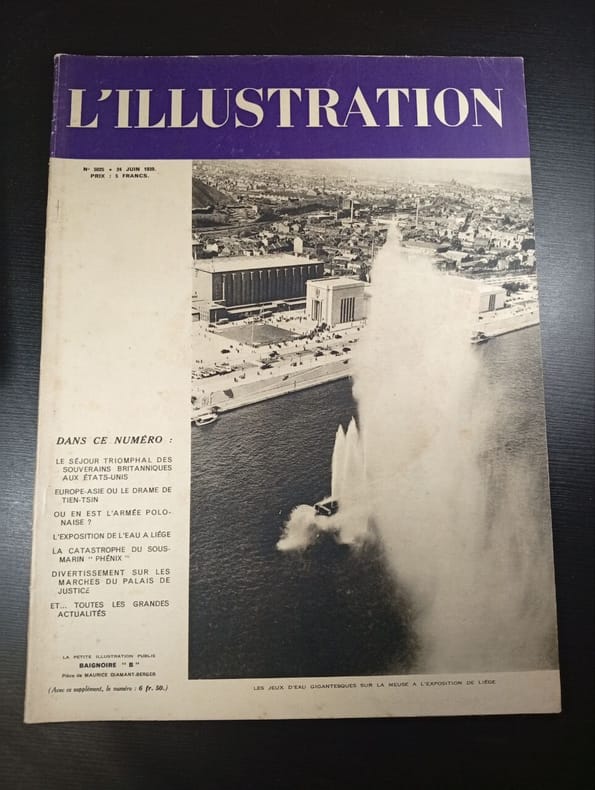 L'ILLUSTRATION
N° 5025 • 24 JUIN 1939.
PRIX : 5 FRANCS.
DANS CE NUMÉRO :
LE SÉJOUR TRIOMPHAL DES
SOUVERAINS BRITANNIQUES
AUX ÉTATS-UNIS
EUROPE-ASIE OU LE DRAME DE
TIEN-TSIN
OU EN EST L'ARMÉE POLO-
NAISE ?
L'EXPOSITION DE L'EAU A LIÉGE
LA CATASTROPHE DU SOUS-
MARIN " PHÉNIX "
DIVERTISSEMENT SUR LES
MARCHES DU PALAIS DE
JUSTICE
ET... TOUTES LES GRANDES
ACTUALITÉS
LA PETITE ILLUSTRATION PUBLIE
BAIGNOIRE " B "
Pièce de MAURICE DIAMANT-BERGER
(Avec ce supplément, le numéro : 6 fr. 50.)
LES JEUX D'EAU GIGANTESQUES SUR LA MEUSE A L'EXPOSITION DE LIÉGE